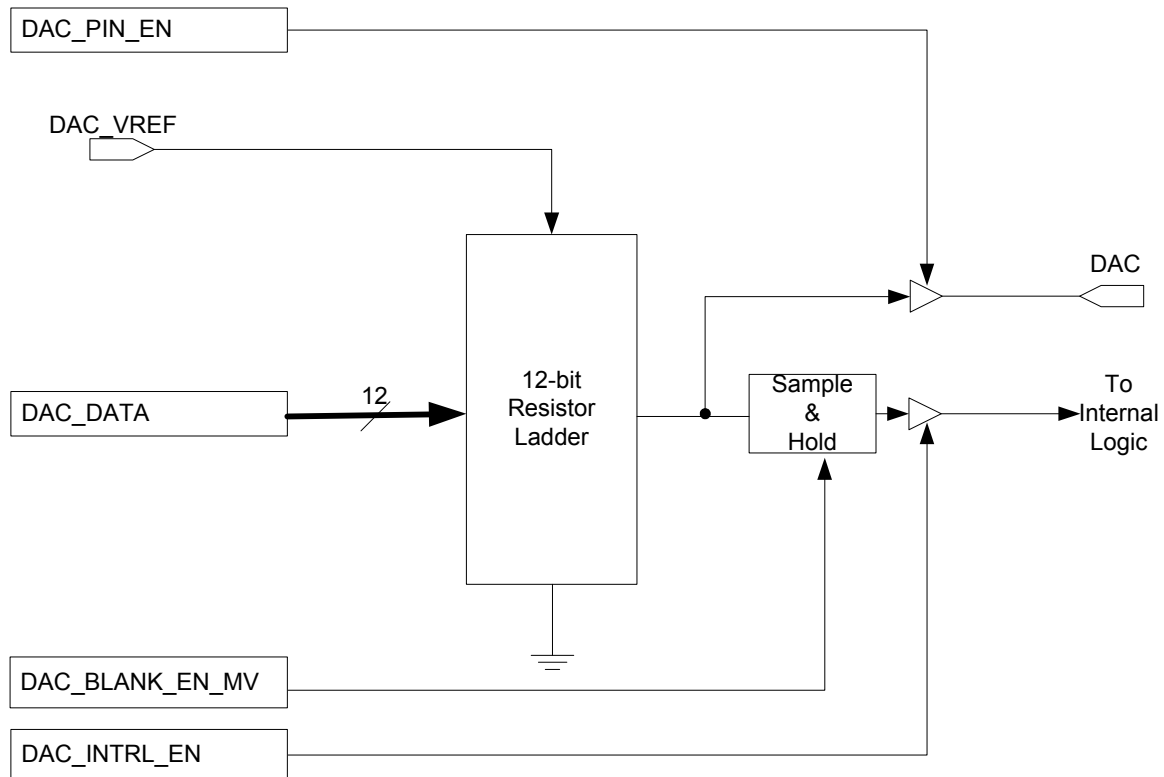 DAC_PIN_EN
DAC_VREF
DAC
12-bit
Resistor
Ladder
12
DAC_DATA
Sample
&
Hold
To
Internal
Logic
DAC_BLANK_EN_MV
DAC_INTRL_EN